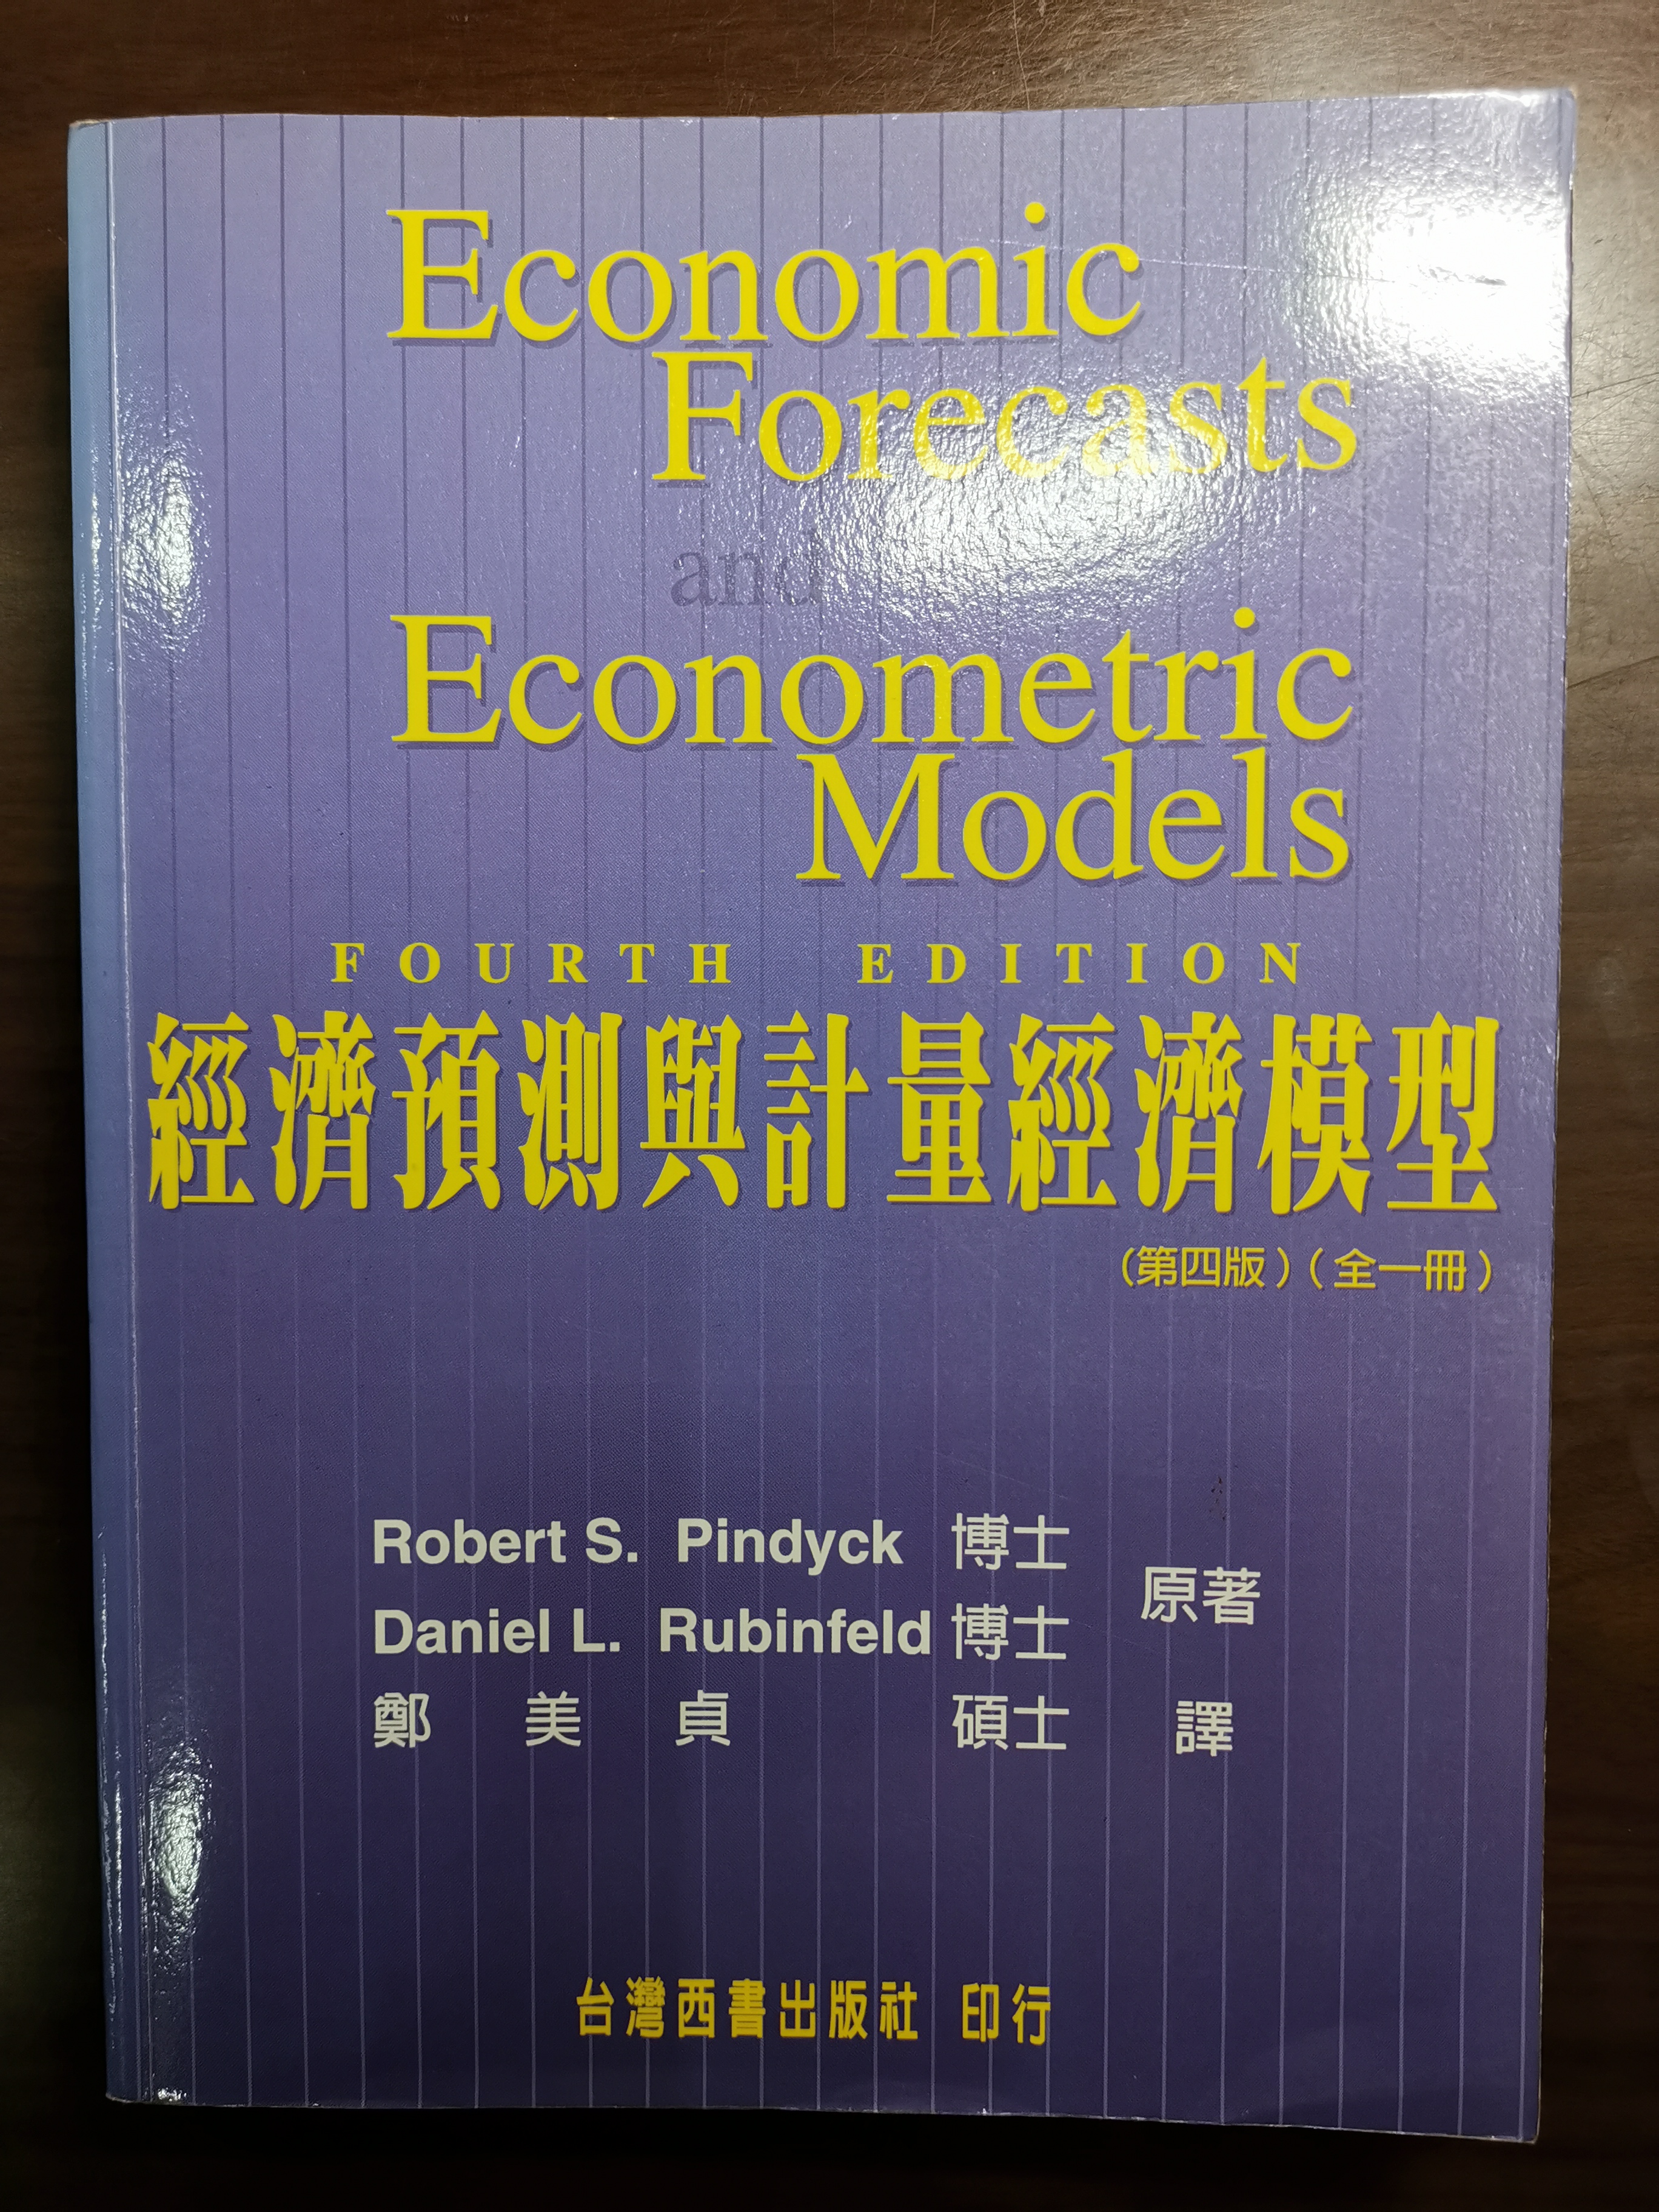 Economic
Forecasts
and
Econometric
Models
FOURTH EDITION
經濟預測與計量經濟模型
(第四版)(全一冊)
Robert S. Pindyck 博士
Daniel L. Rubinfeld 博士
原著
鄭美貞 碩士 譯
台灣西書出版社 印行